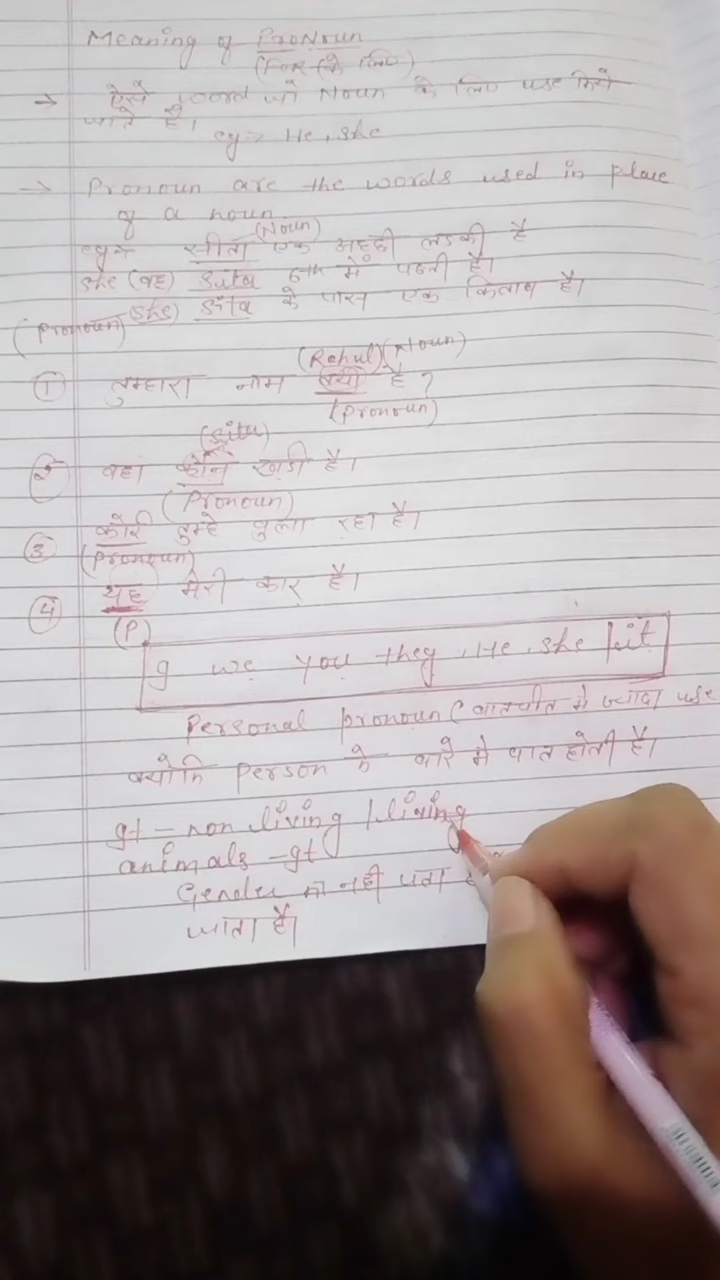 Meaning of PRoNoun
(FOR (के लिए)
→ ऐसे word जो Noun के लिए use किये
जाते है।
eg => He, she
→ Pronoun are the words used in place
of a noun
(Noun)
eg => सीता एक अच्छी लडकी है
she (वह) Sita में पढती है।
(she) Sita के पास एक किताब है।
(Pronoun)
(Rahul) (Noun)
① तुम्हारा नाम क्या है?
(Pronoun)
(Sita)
② वहा कौन खडी है।
(Pronoun)
③ कोई तुम्हे बुला रहा है।
(Pronoun)
④ यह मेरी कार है।
(P)
I we you they, He, she, it
Personal pronoun (बातचीत मे ज्यादा use
क्योकि person के बारे मे बात होती है।
It - non living / living
animals - It
Gender का नही पता
जाता है।